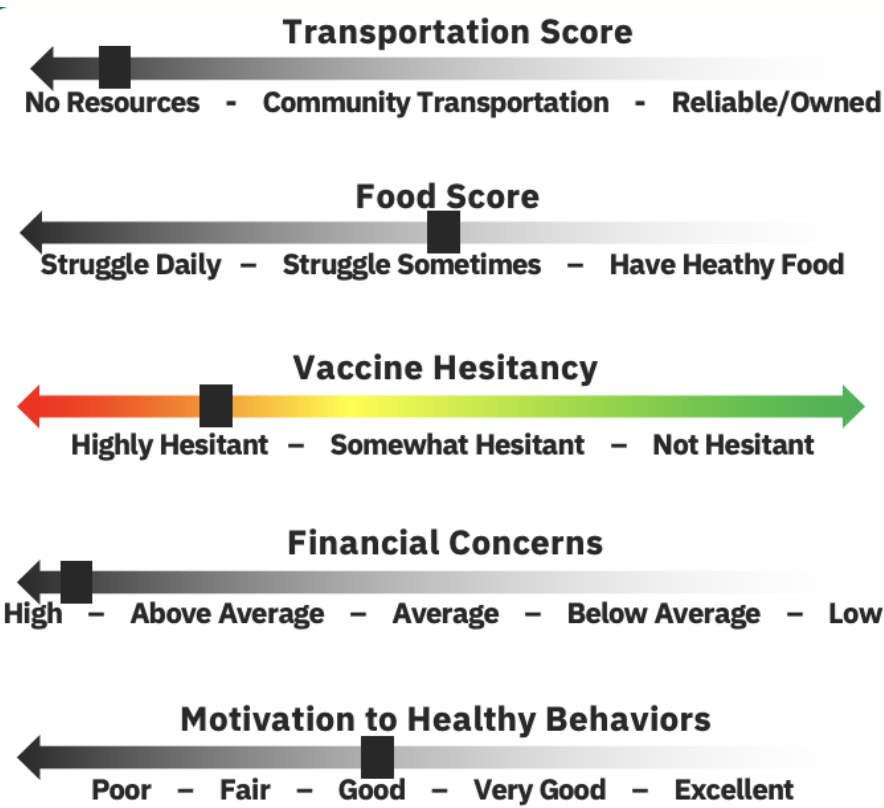 Transportation Score
No Resources - Community Transportation - Reliable/Owned
Food Score
Struggle Daily – Struggle Sometimes – Have Heathy Food
Vaccine Hesitancy
Highly Hesitant – Somewhat Hesitant – Not Hesitant
Financial Concerns
High – Above Average – Average – Below Average – Low
Motivation to Healthy Behaviors
Poor – Fair – Good – Very Good – Excellent